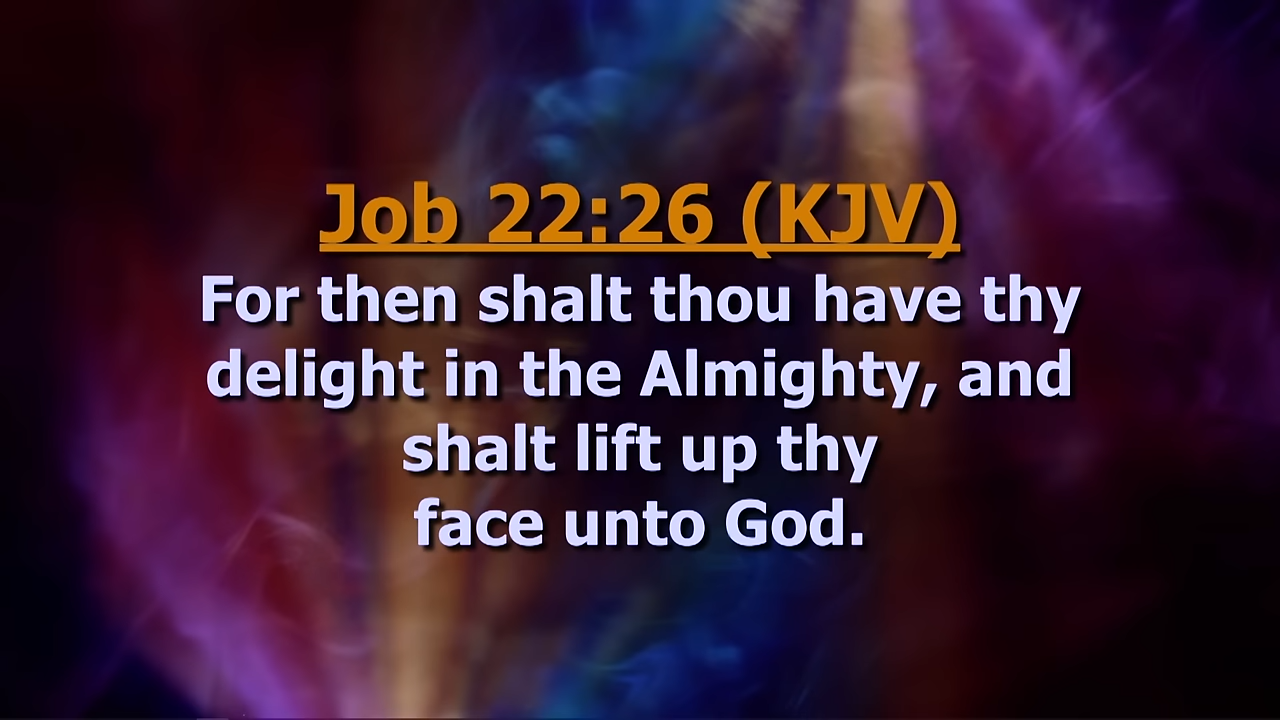 Job 22:26 (KJV)
For then shalt thou have thy
delight in the Almighty, and
shalt lift up thy
face unto God.